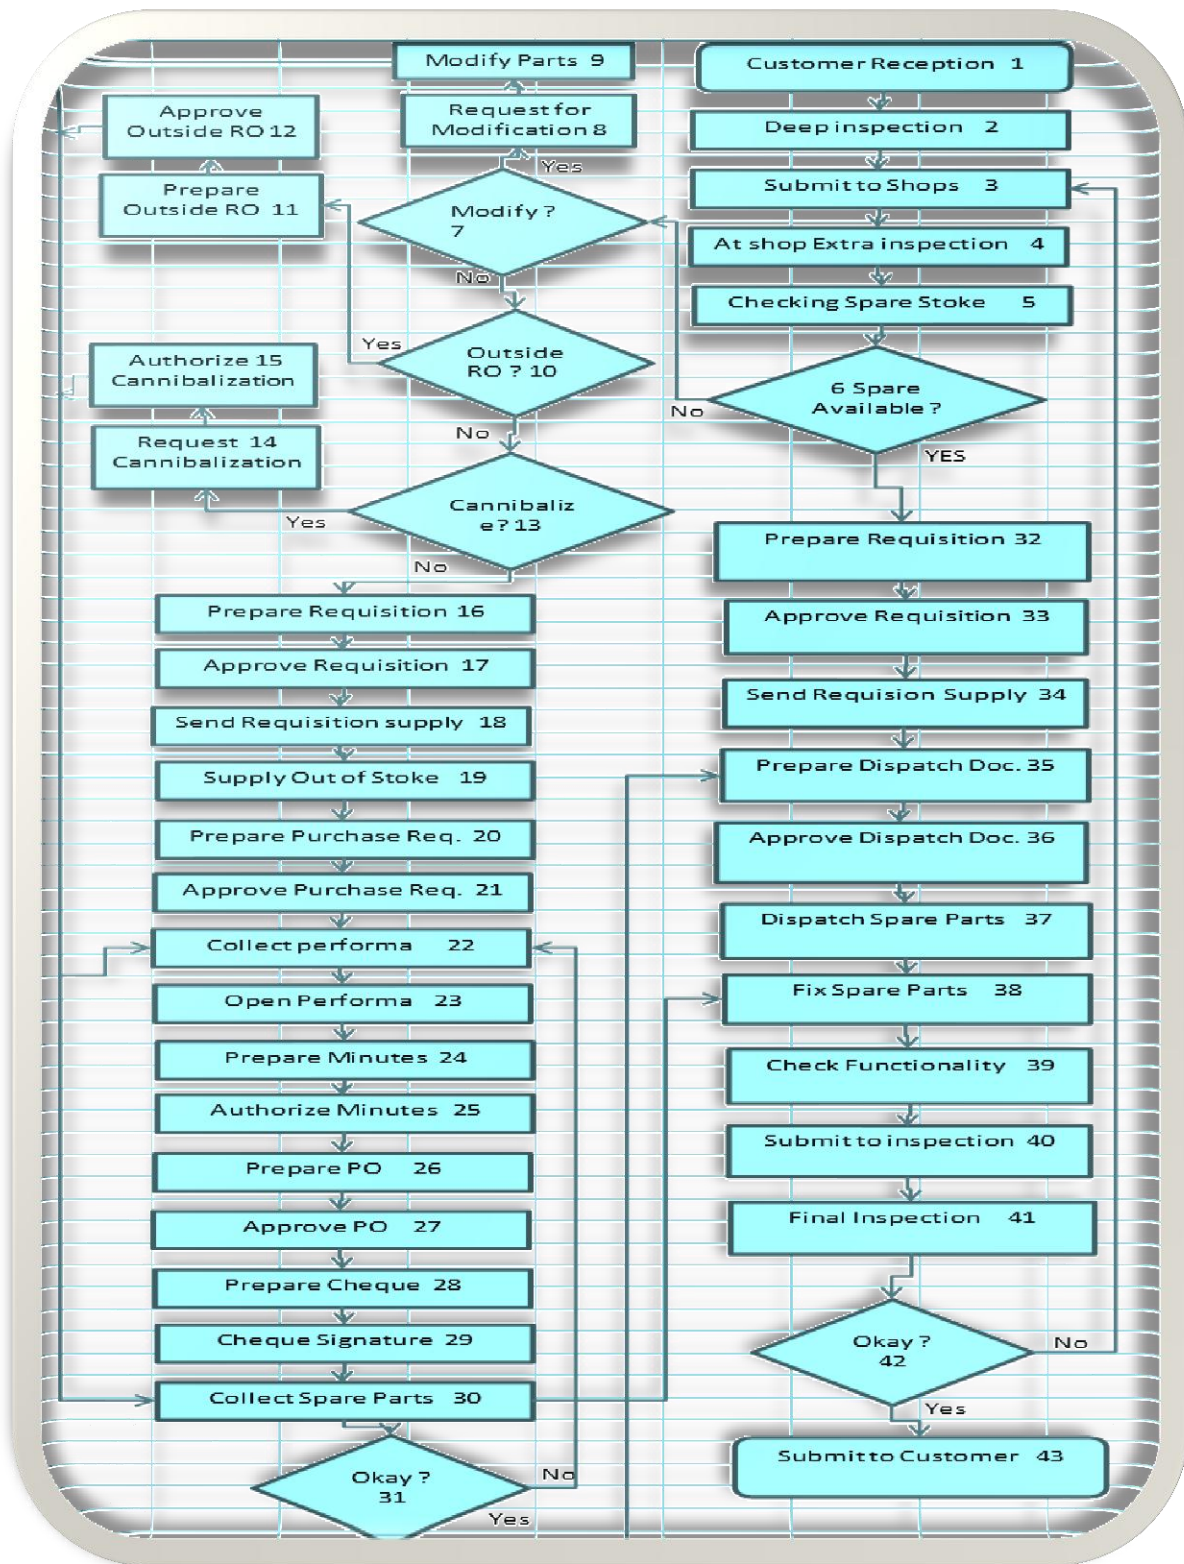 Modify Parts 9
Customer Reception 1
Approve
Outside RO 12
Request for
Modification 8
Deep inspection 2
Yes
Prepare
Outside RO 11
Submit to Shops 3
Modify ?
7
At shop Extra inspection 4
No
Checking Spare Stoke 5
Yes
Outside
RO ? 10
Authorize 15
Cannibalization
6 Spare
Available ?
No
No
Request 14
Cannibalization
YES
Cannibaliz
e? 13
Yes
Prepare Requisition 32
No
Prepare Requisition 16
Approve Requisition 33
Approve Requisition 17
Send Requision Supply 34
Send Requisition supply 18
Prepare Dispatch Doc. 35
Supply Out of Stoke 19
Prepare Purchase Req. 20
Approve Dispatch Doc. 36
Approve Purchase Req. 21
Dispatch Spare Parts 37
Collect performa 22
Fix Spare Parts 38
Open Performa 23
Prepare Minutes 24
Check Functionality 39
Authorize Minutes 25
Submit to inspection 40
Prepare PO 26
Final Inspection 41
Approve PO 27
Prepare Cheque 28
Cheque Signature 29
Okay ?
42
No
Collect Spare Parts 30
Yes
Submit to Customer 43
Okay ?
31
No
Yes